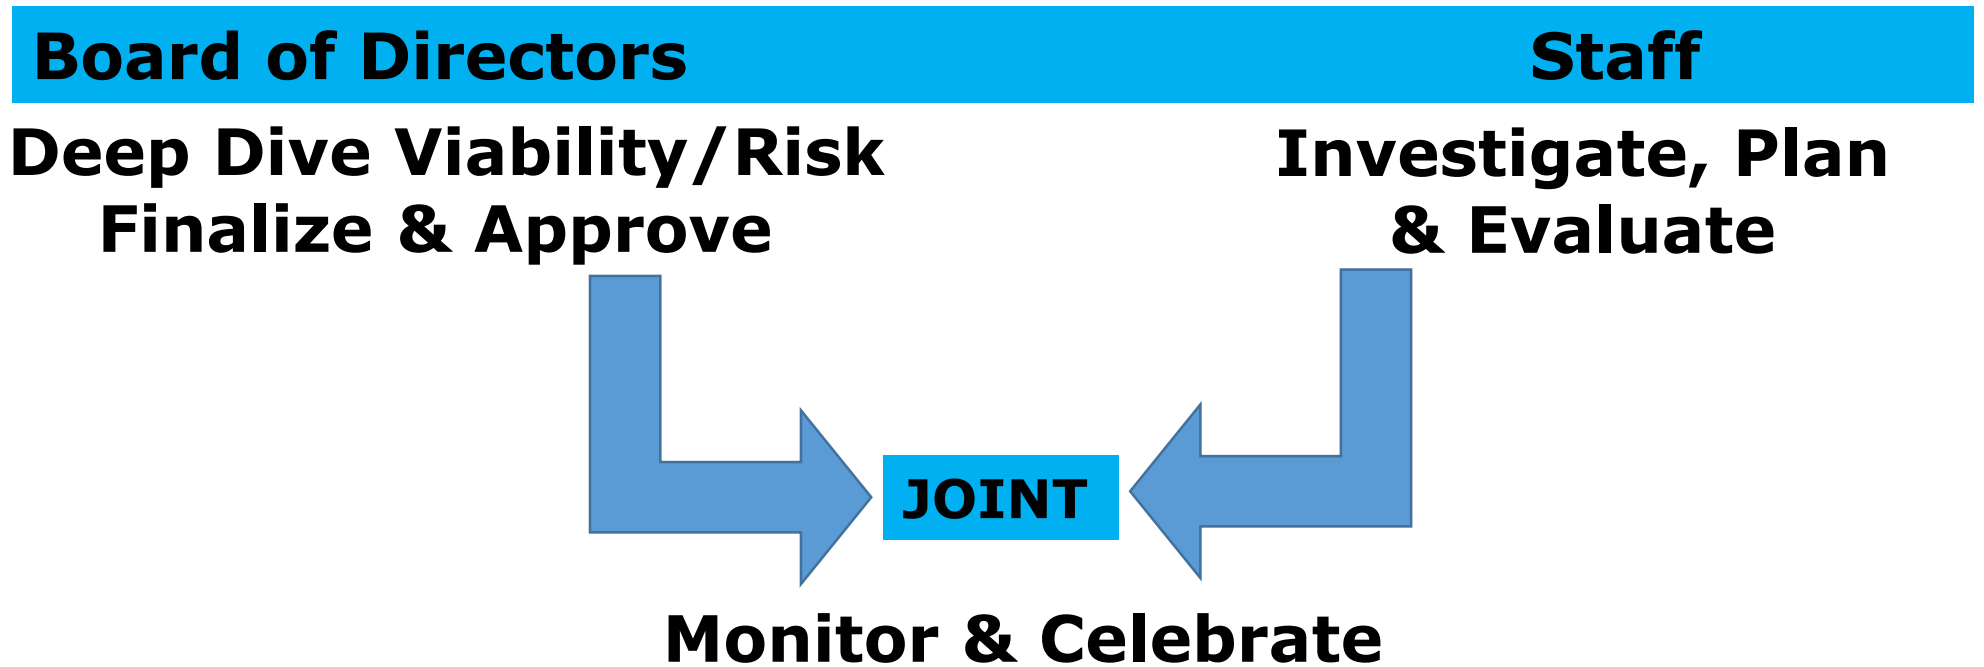 Board of Directors
Staff
Deep Dive Viability/Risk
Finalize & Approve
Investigate, Plan
& Evaluate
JOINT
Monitor & Celebrate